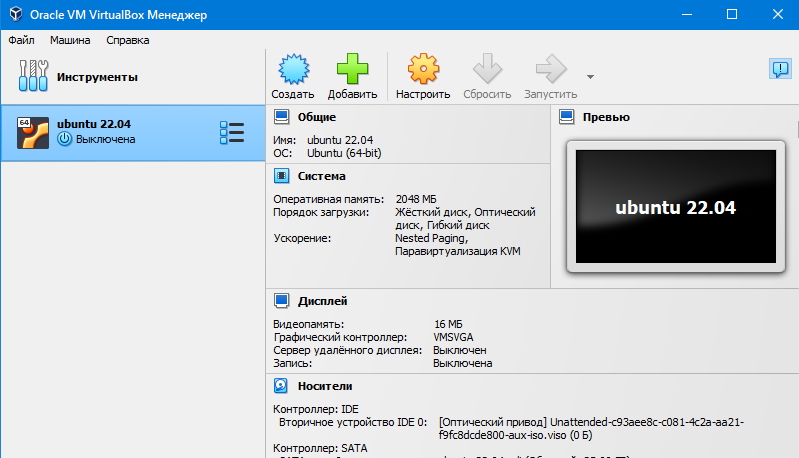 Oracle VM VirtualBox Менеджер
Файл Машина Справка
Инструменты
Создать Добавить Настроить Сбросить Запустить
64
ubuntu 22.04
Выключена
Общие
Имя: ubuntu 22.04
ОС: Ubuntu (64-bit)
Превью
ubuntu 22.04
Система
Оперативная память: 2048 МБ
Порядок загрузки: Жёсткий диск, Оптический
диск, Гибкий диск
Ускорение: Nested Paging,
Паравиртуализация KVM
Дисплей
Видеопамять: 16 МБ
Графический контроллер: VMSVGA
Сервер удалённого дисплея: Выключен
Запись: Выключена
Носители
Контроллер: IDE
Вторичное устройство IDE 0: [Оптический привод] Unattended-c93aee8c-c081-4c2a-aa21-
f9fc8dcde800-aux-iso.viso (0 Б)
Контроллер: SATA